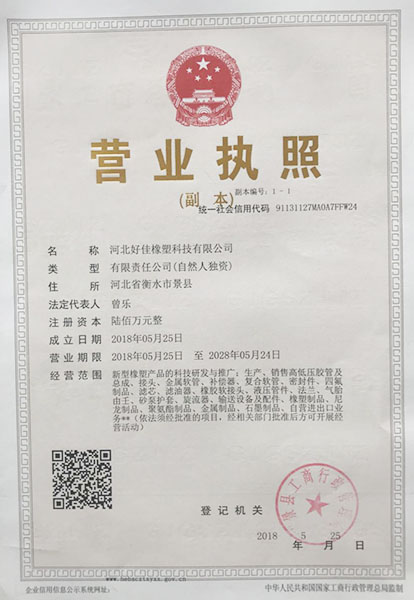 营业执照
(副 本)
副本编号: 1 - 1
统一社会信用代码 91131127MA0A7FFW24
名 称 河北好佳橡塑科技有限公司
类 型 有限责任公司(自然人独资)
住 所 河北省衡水市景县
法定代表人 曾乐
注册资本 陆佰万元整
成立日期 2018年05月25日
营业期限 2018年05月25日 至 2028年05月24日
经营范围 新型橡塑产品的科技研发与推广；生产、销售高低压胶管及
总成、接头、金属软管、补偿器、复合软管、密封件、四氟
制品、滤芯、滤油器、橡胶软接头、液压管件、法兰、气胎
由壬、砂泵护套、旋流器、输送设备及配件、橡塑制品、尼
龙制品、聚氨酯制品、金属制品、石墨制品、自营进出口业
务**（依法须经批准的项目，经相关部门批准后方可开展经
营活动）
登记机关
景县工商行政管理局
2018 5 25
年 月 日
企业信用信息公示系统网址：
中华人民共和国国家工商行政管理总局监制